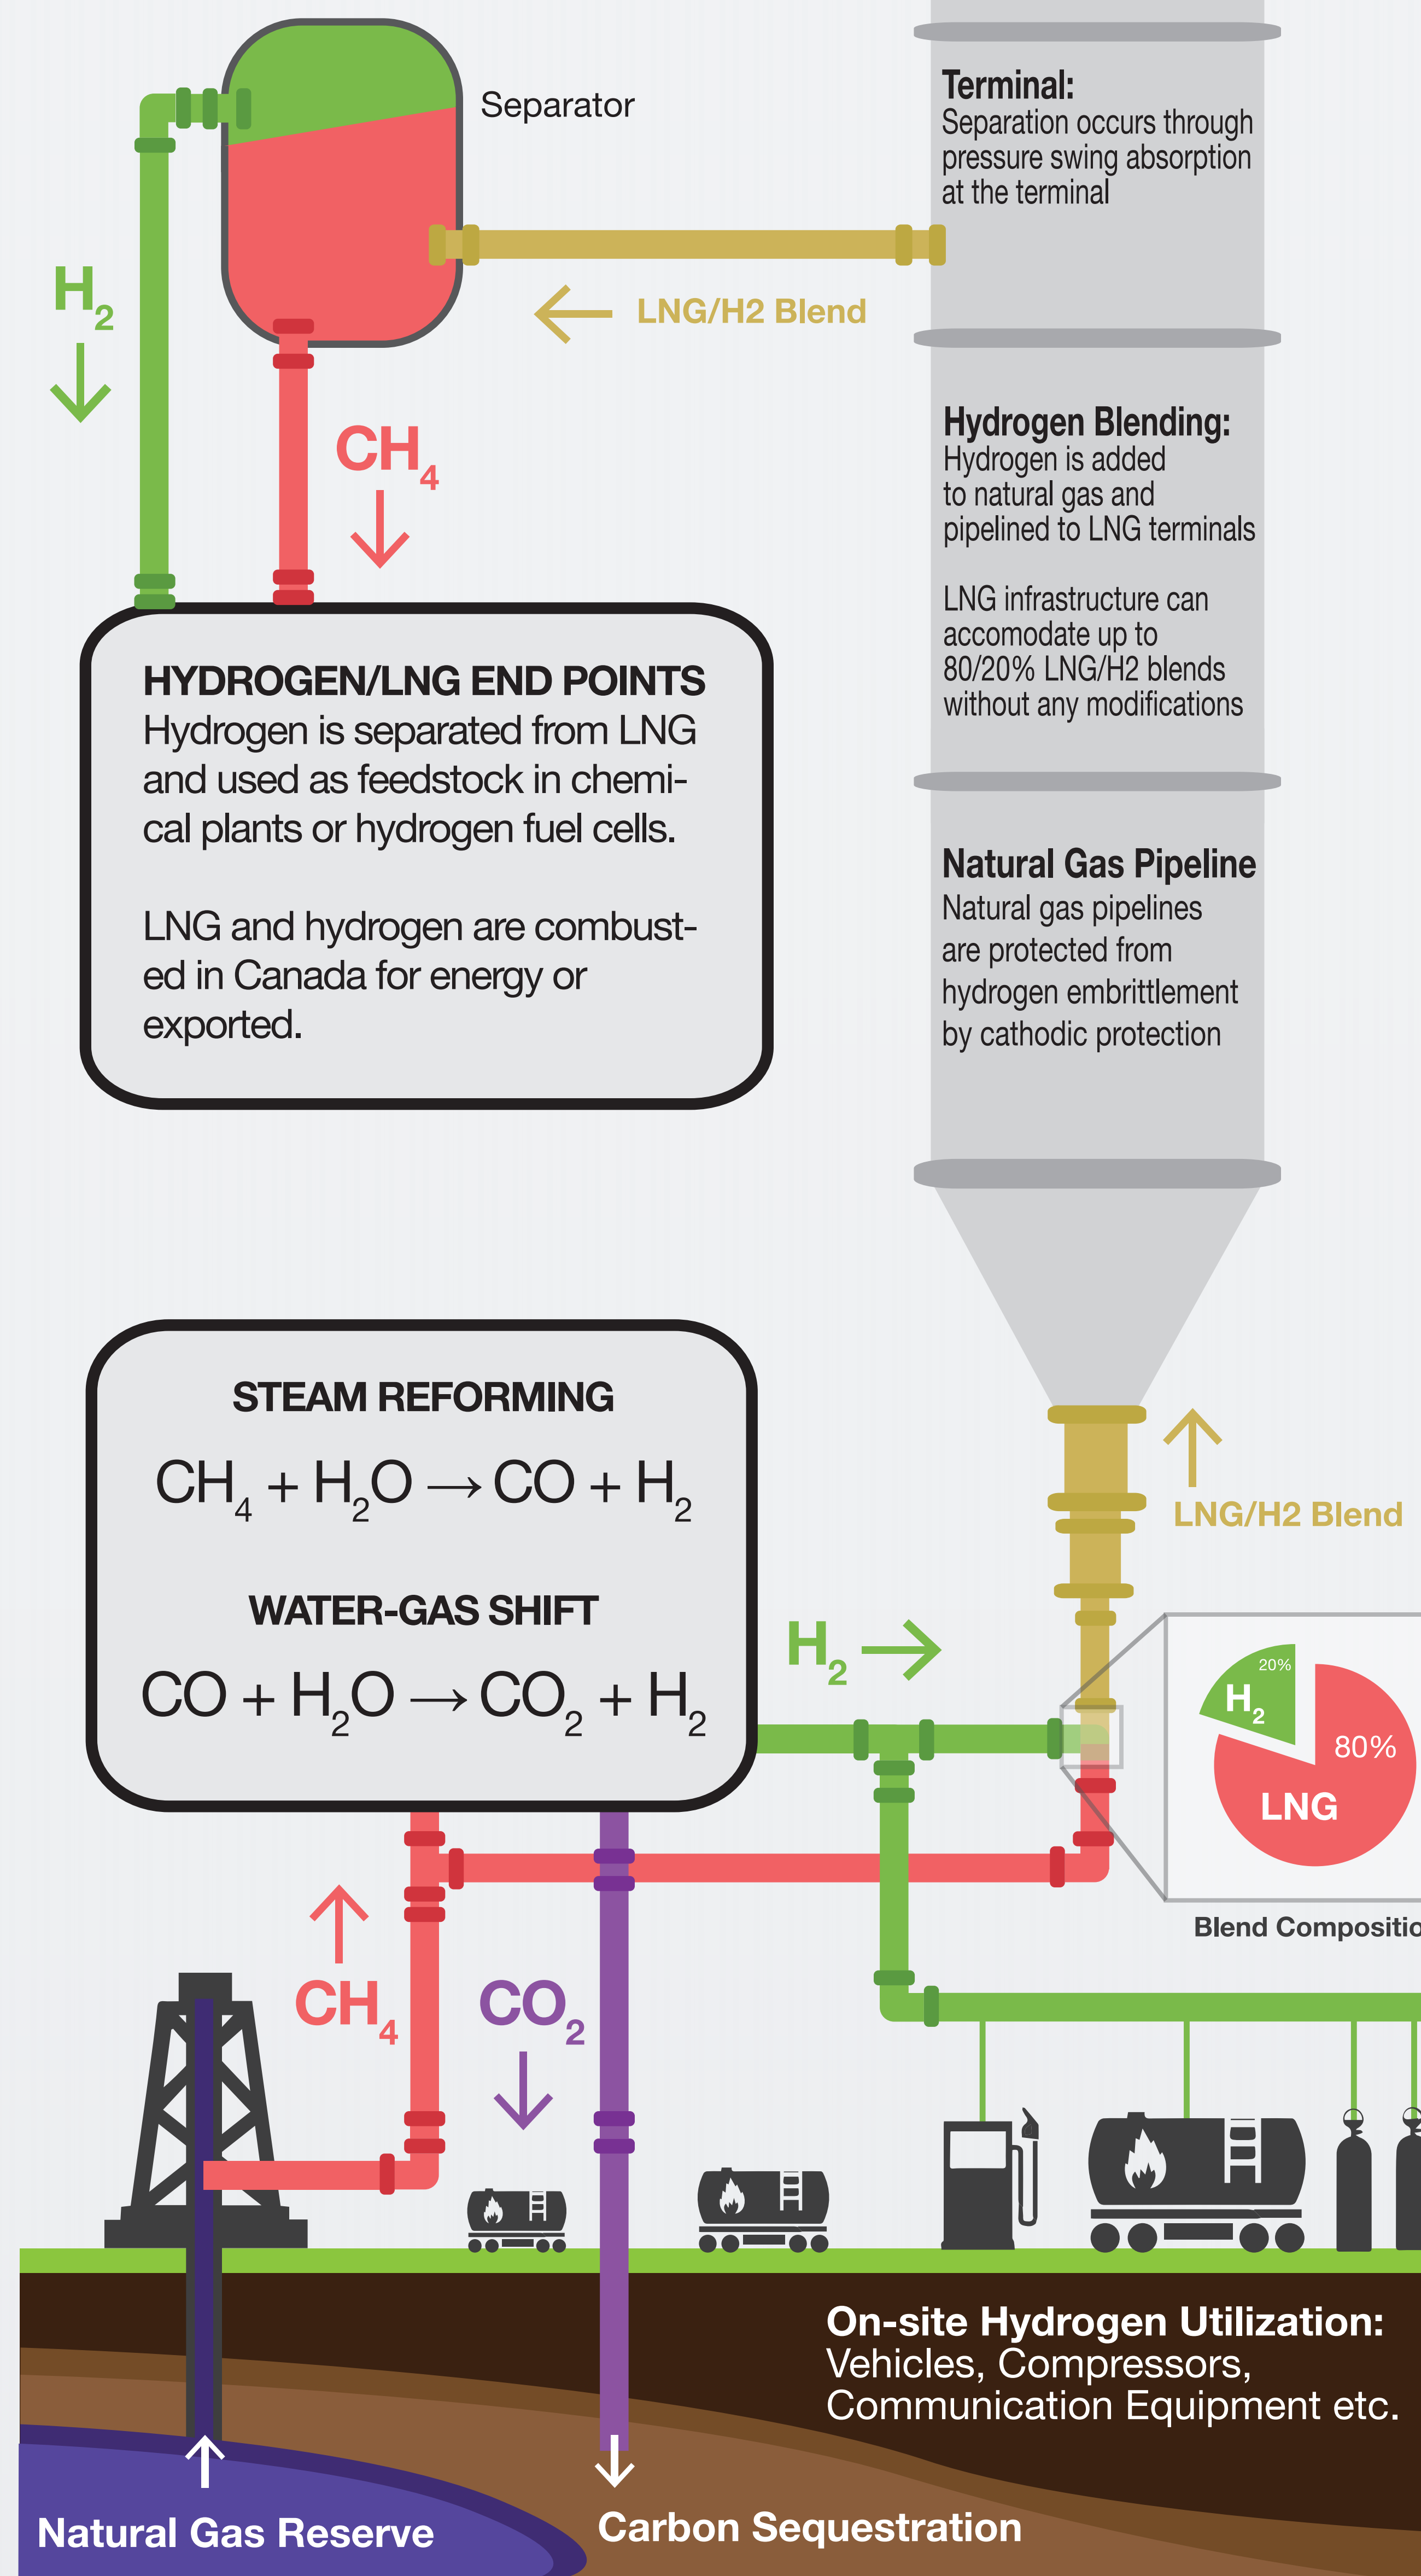 Separator
Terminal:
Separation occurs through
pressure swing absorption
at the terminal
H₂
LNG/H2 Blend
CH₄
Hydrogen Blending:
Hydrogen is added
to natural gas and
pipelined to LNG terminals
LNG infrastructure can
accomodate up to
80/20% LNG/H2 blends
without any modifications
HYDROGEN/LNG END POINTS
Hydrogen is separated from LNG
and used as feedstock in chemi-
cal plants or hydrogen fuel cells.
LNG and hydrogen are combust-
ed in Canada for energy or
exported.
Natural Gas Pipeline
Natural gas pipelines
are protected from
hydrogen embrittlement
by cathodic protection
STEAM REFORMING
CH₄ + H₂O → CO + H₂
WATER-GAS SHIFT
CO + H₂O → CO₂ + H₂
LNG/H2 Blend
H₂
20%
H₂
80%
LNG
Blend Compositio
CH₄
CO₂
On-site Hydrogen Utilization:
Vehicles, Compressors,
Communication Equipment etc.
Natural Gas Reserve
Carbon Sequestration